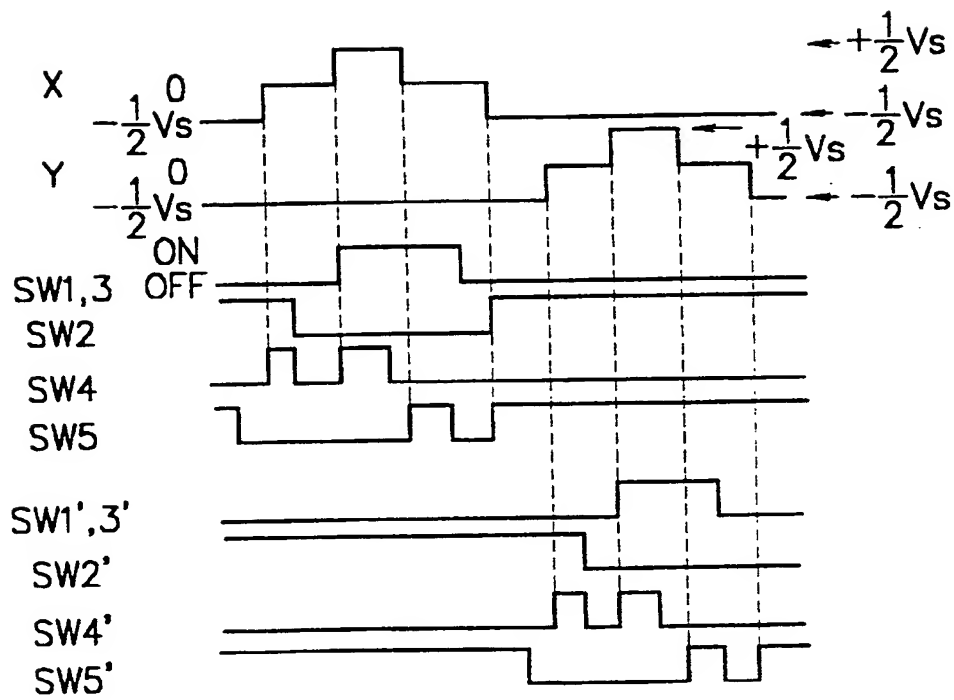 +1/2Vs
X 0
-1/2Vs
-1/2Vs
+1/2Vs
Y 0
-1/2Vs
-1/2Vs
ON
SW1,3 OFF
SW2
SW4
SW5
SW1',3'
SW2'
SW4'
SW5'